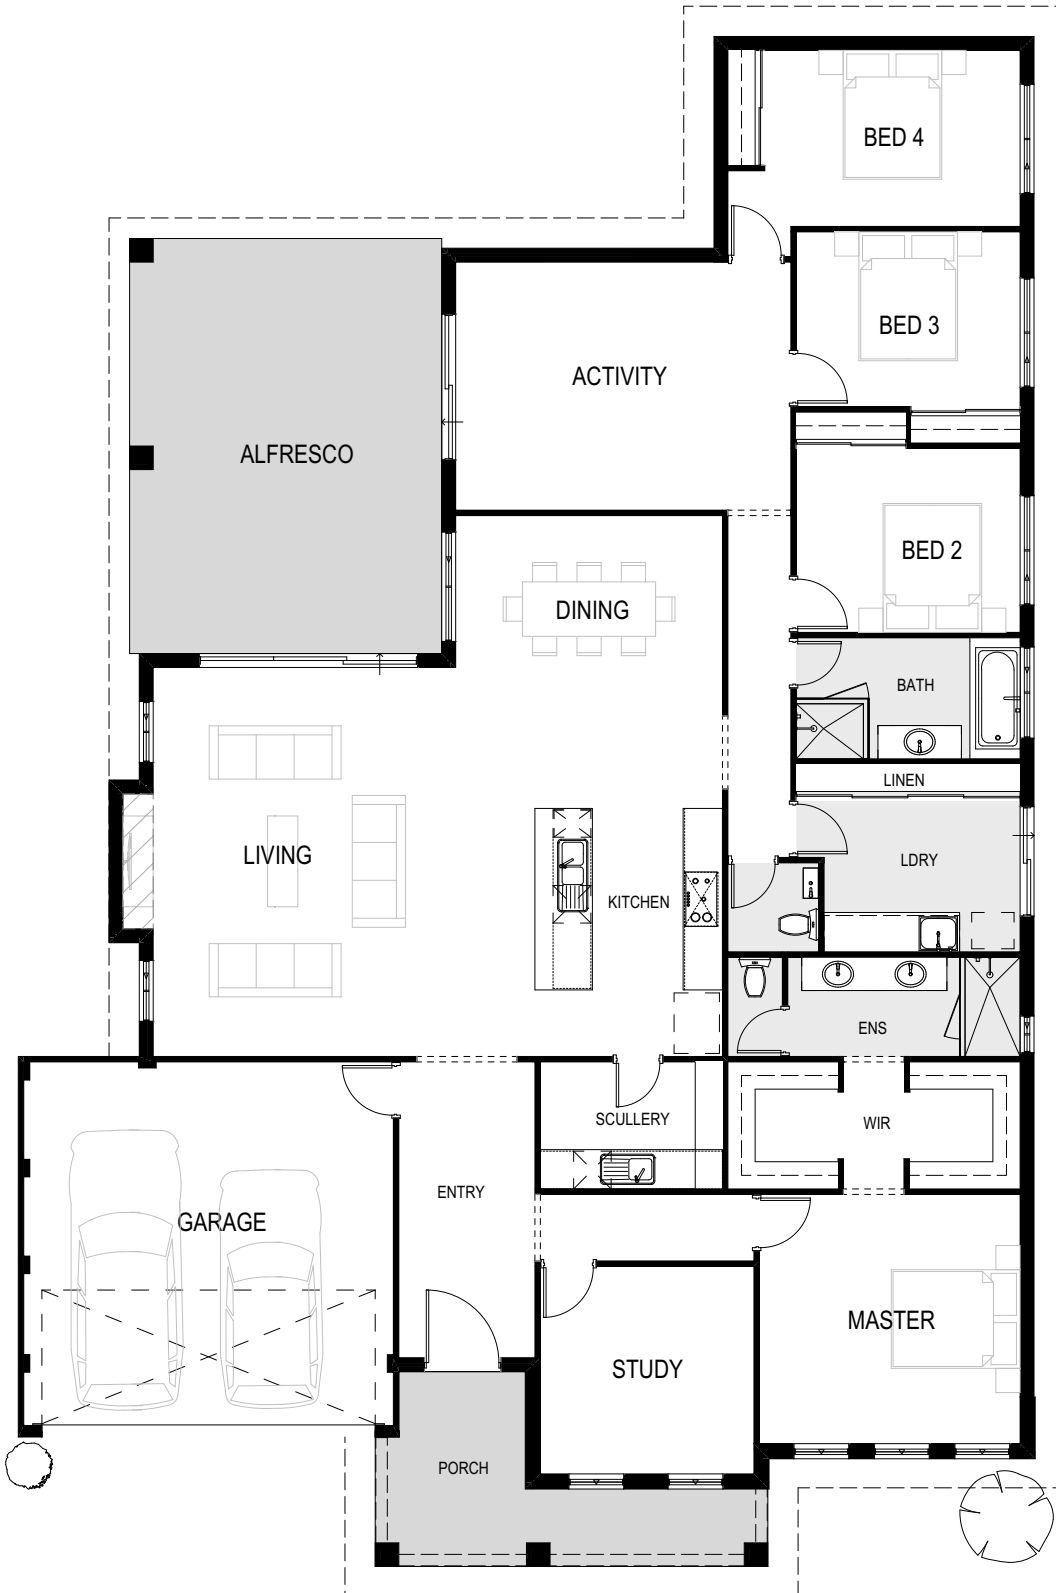 BED 4
BED 3
ACTIVITY
ALFRESCO
BED 2
DINING
BATH
LINEN
LIVING
LDRY
KITCHEN
ENS
SCULLERY
WIR
ENTRY
GARAGE
MASTER
STUDY
PORCH